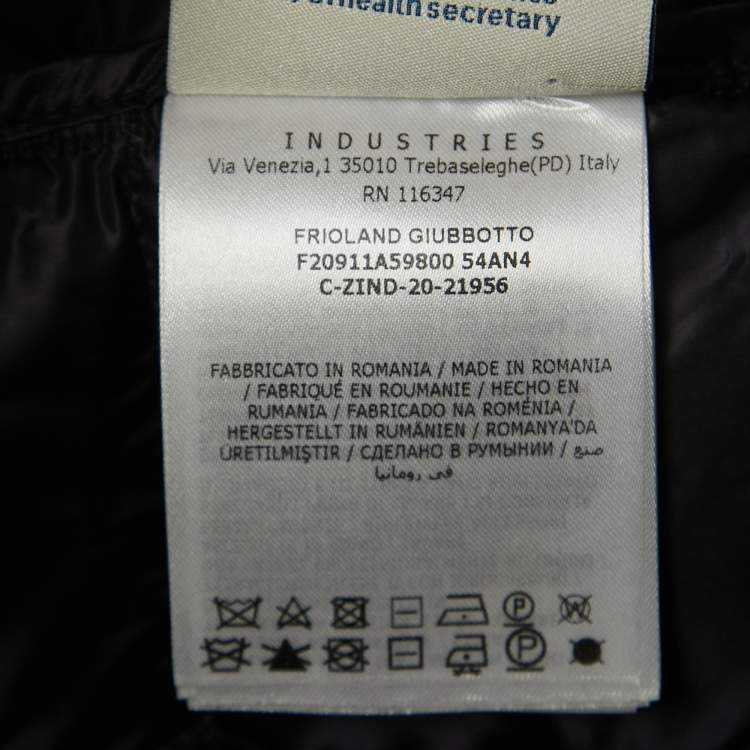 health secretary
I N D U S T R I E S
Via Venezia,1 35010 Trebaseleghe(PD) Italy
RN 116347
FRIOLAND GIUBBOTTO
F20911A59800 54AN4
C-ZIND-20-21956
FABBRICATO IN ROMANIA / MADE IN ROMANIA
/ FABRIQUÉ EN ROUMANIE / HECHO EN
RUMANIA / FABRICADO NA ROMÉNIA /
HERGESTELLT IN RUMÄNIEN / ROMANYA'DA
ÜRETILMIŞTIR / СДЕЛАНО В РУМЫНИИ / صنع
في رومانيا
P W
P